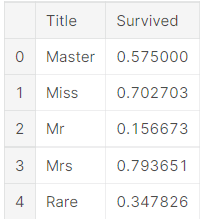 Title Survived
0 Master 0.575000
1 Miss 0.702703
2 Mr 0.156673
3 Mrs 0.793651
4 Rare 0.347826